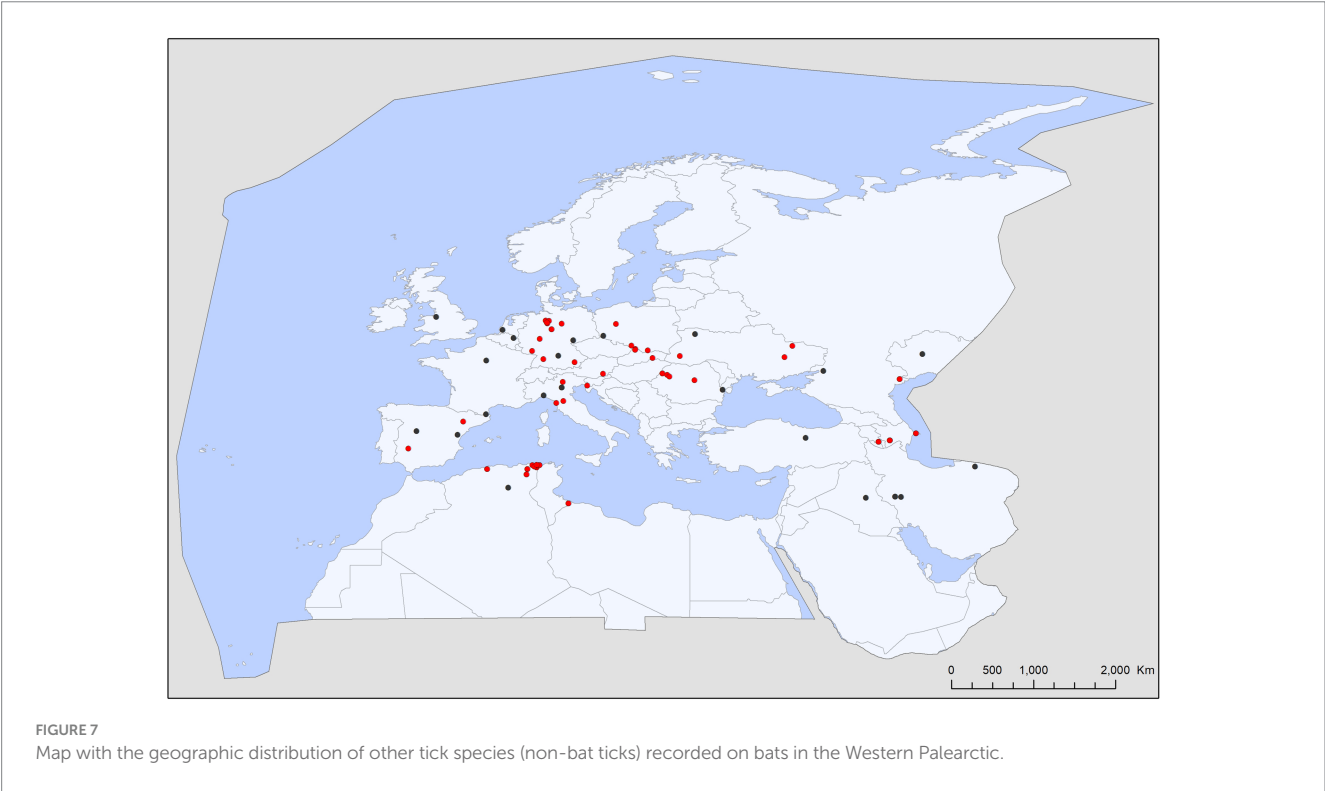 0 500 1,000 2,000 Km
FIGURE 7
Map with the geographic distribution of other tick species (non-bat ticks) recorded on bats in the Western Palearctic.